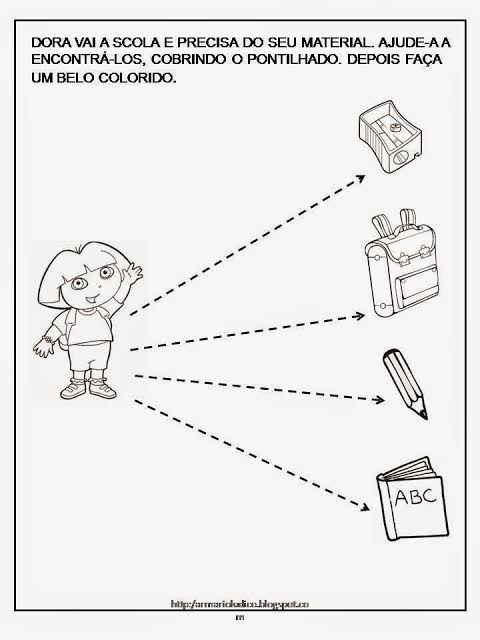 DORA VAI A SCOLA E PRECISA DO SEU MATERIAL. AJUDE-A A
ENCONTRÁ-LOS, COBRINDO O PONTILHADO. DEPOIS FAÇA
UM BELO COLORIDO.
ABC
http://armarioludico.blogspot.co
m